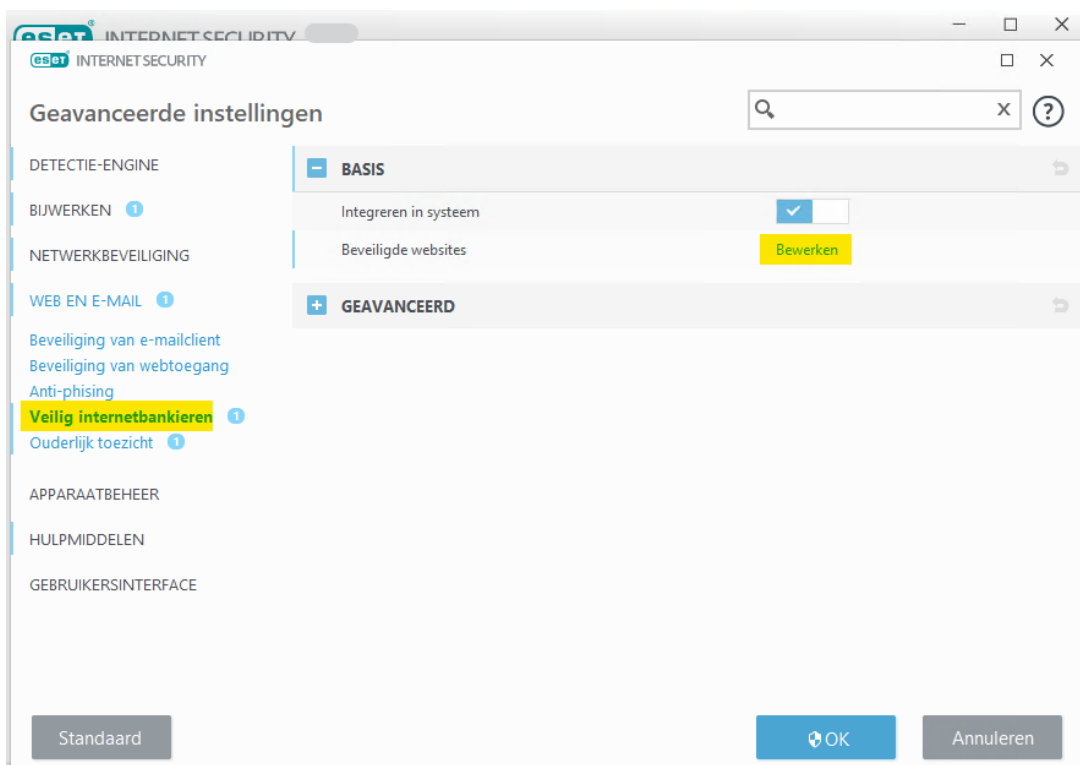 eset® INTERNET SECURITY
eset INTERNET SECURITY
Geavanceerde instellingen
DETECTIE-ENGINE
BIJWERKEN 1
NETWERKBEVEILIGING
WEB EN E-MAIL 1
Beveiliging van e-mailclient
Beveiliging van webtoegang
Anti-phising
Veilig internetbankieren 1
Ouderlijk toezicht 1
APPARAATBEHEER
HULPMIDDELEN
GEBRUIKERSINTERFACE
BASIS
Integreren in systeem
Beveiligde websites Bewerken
GEAVANCEERD
Standaard
OK
Annuleren